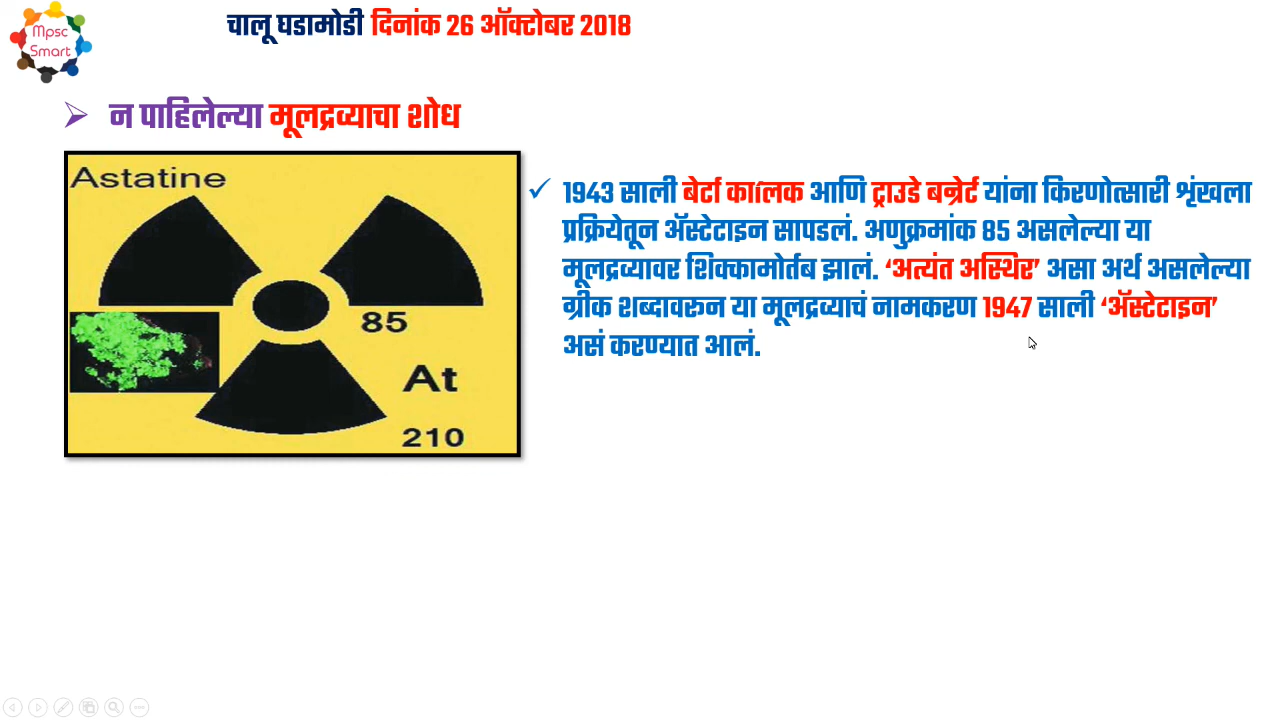 Mpsc
Smart
चालू घडामोडी दिनांक 26 ऑक्टोबर 2018
न पाहिलेल्या मूलद्रव्याचा शोध
Astatine
85
At
210
1943 साली बेर्टा कार्लिक आणि ट्राउडे बर्न्रेट यांना किरणोत्सारी शृंखला
प्रक्रियेतून ॲस्टेटाइन सापडलं. अणुक्रमांक 85 असलेल्या या
मूलद्रव्यावर शिक्कामोर्तब झालं. ‘अत्यंत अस्थिर’ असा अर्थ असलेल्या
ग्रीक शब्दावरून या मूलद्रव्याचं नामकरण 1947 साली ‘ॲस्टेटाइन’
असं करण्यात आलं.